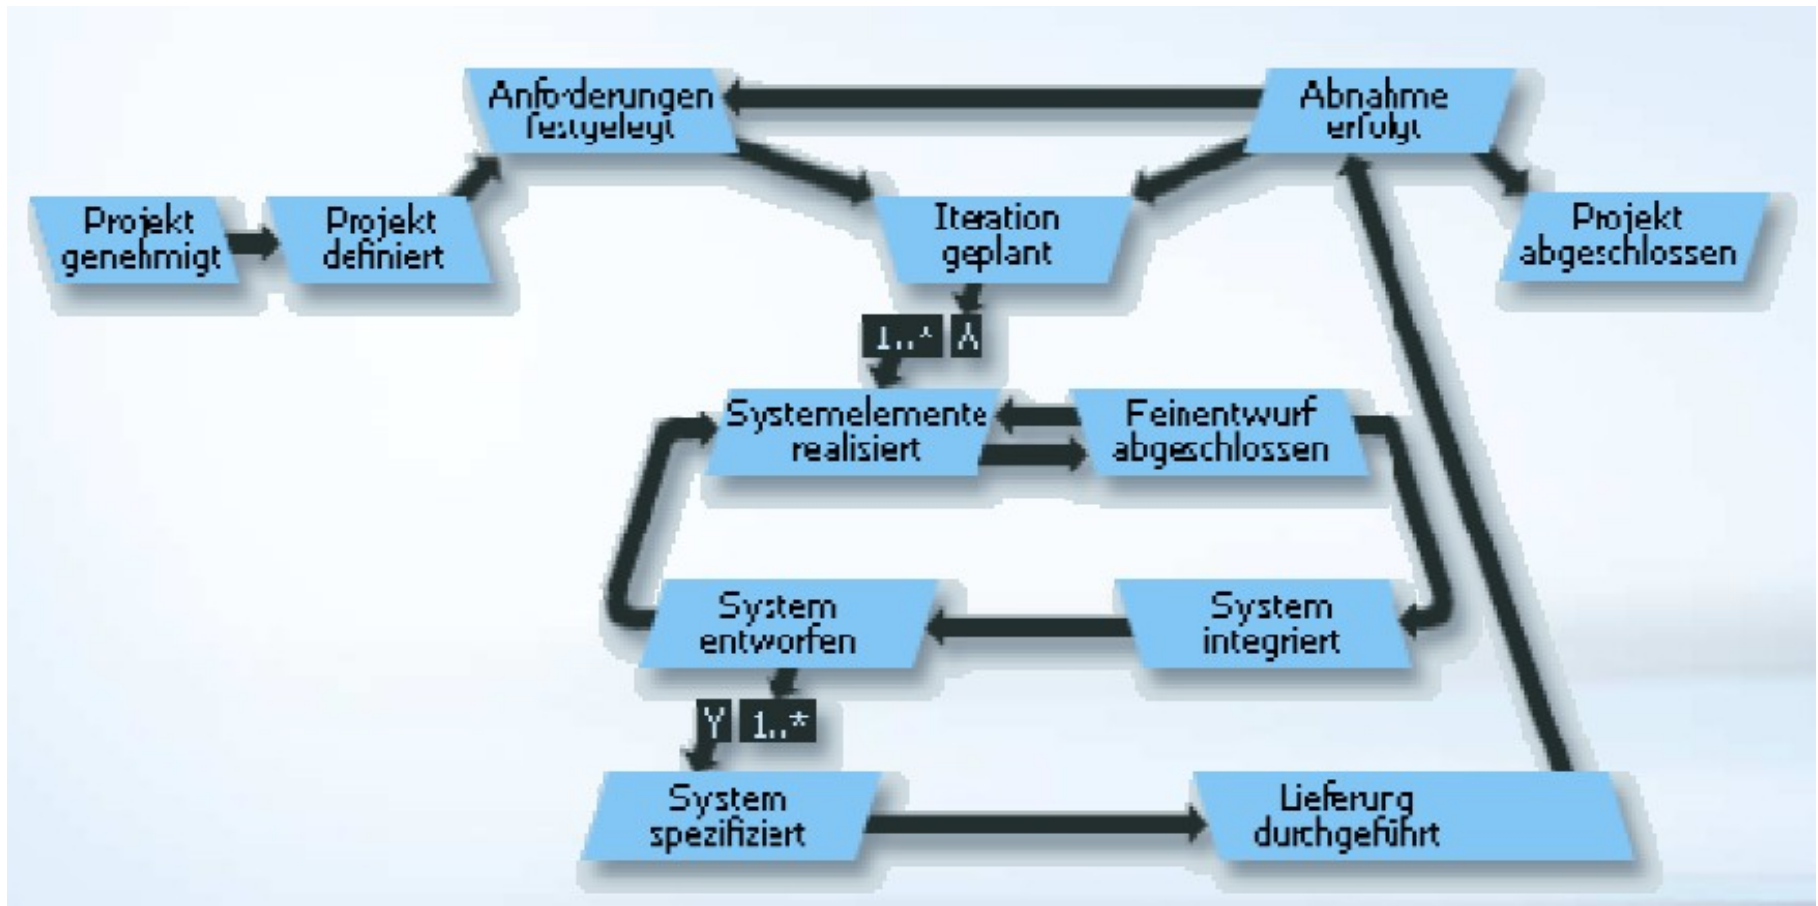 Anforderungen
festgelegt
Abnahme
erfolgt
Projekt
genehmigt
Projekt
definiert
Iteration
geplant
Projekt
abgeschlossen
1..* A
Systemelemente
realisiert
Feinentwurf
abgeschlossen
System
entworfen
System
integriert
Y 1..*
System
spezifiziert
Lieferung
durchgeführt